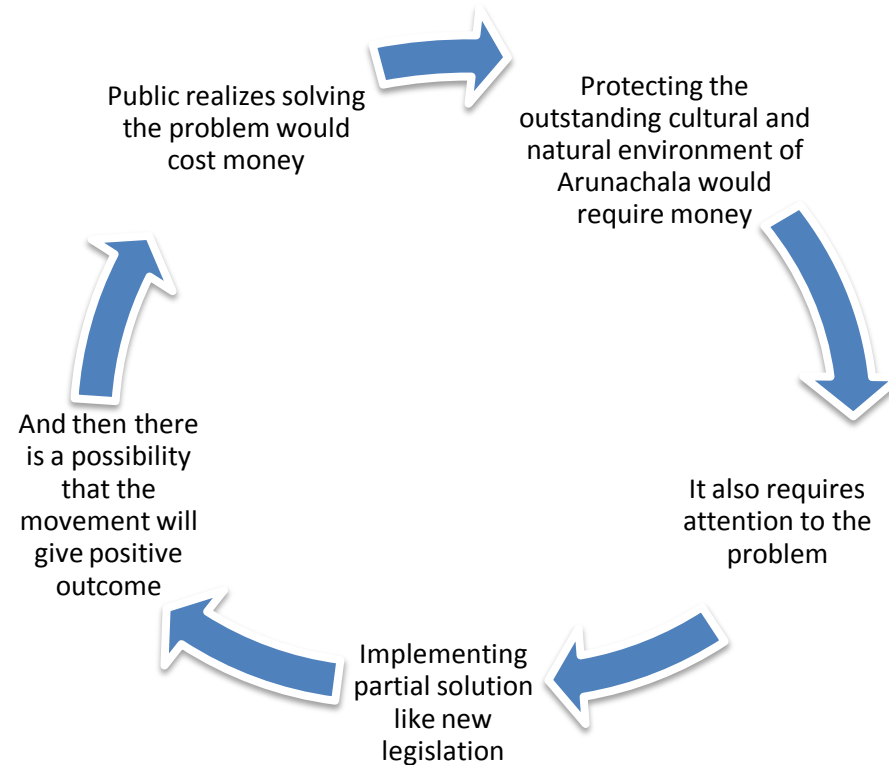 Public realizes solving
the problem would
cost money
Protecting the
outstanding cultural and
natural environment of
Arunachala would
require money
It also requires
attention to the
problem
Implementing
partial solution
like new
legislation
And then there
is a possibility
that the
movement will
give positive
outcome